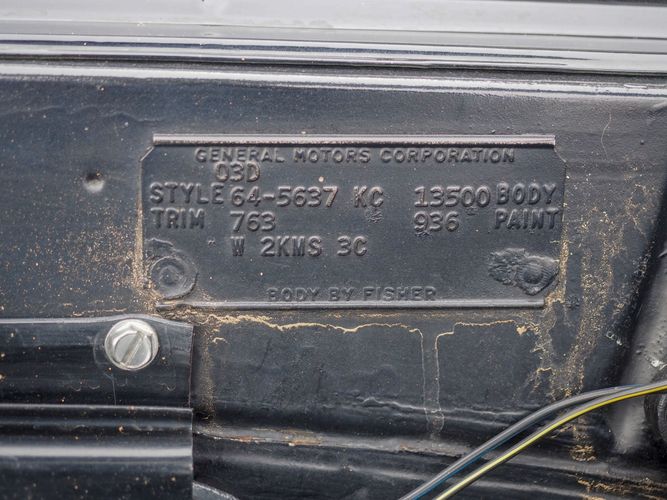 GENERAL MOTORS CORPORATION
03D
STYLE 64-5637 KC 13500 BODY
TRIM 763 936 PAINT
W 2KMS 3C
BODY BY FISHER